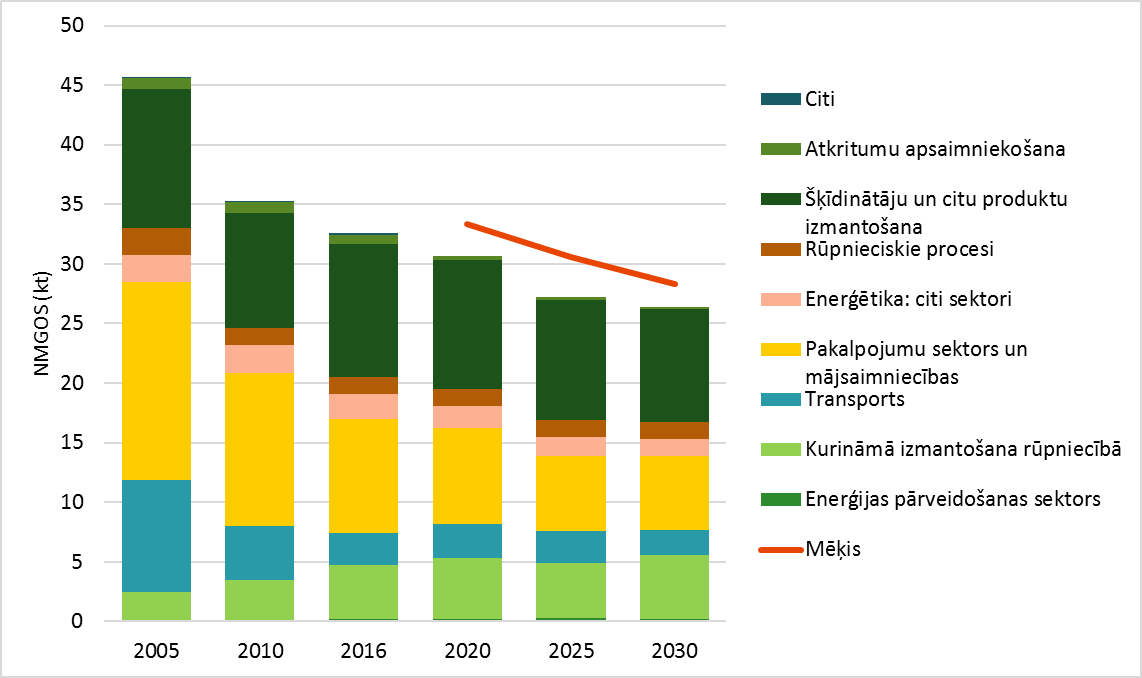 50
45
40
35
30
25
20
15
10
5
0
NMGOS (kt)
2005 2010 2016 2020 2025 2030
Citi
Atkritumu apsaimniekošana
Šķīdinātāju un citu produktu
izmantošana
Rūpnieciskie procesi
Enerģētika: citi sektori
Pakalpojumu sektors un
mājsaimniecības
Transports
Kurināmā izmantošana rūpniecībā
Enerģijas pārveidošanas sektors
Mēķis